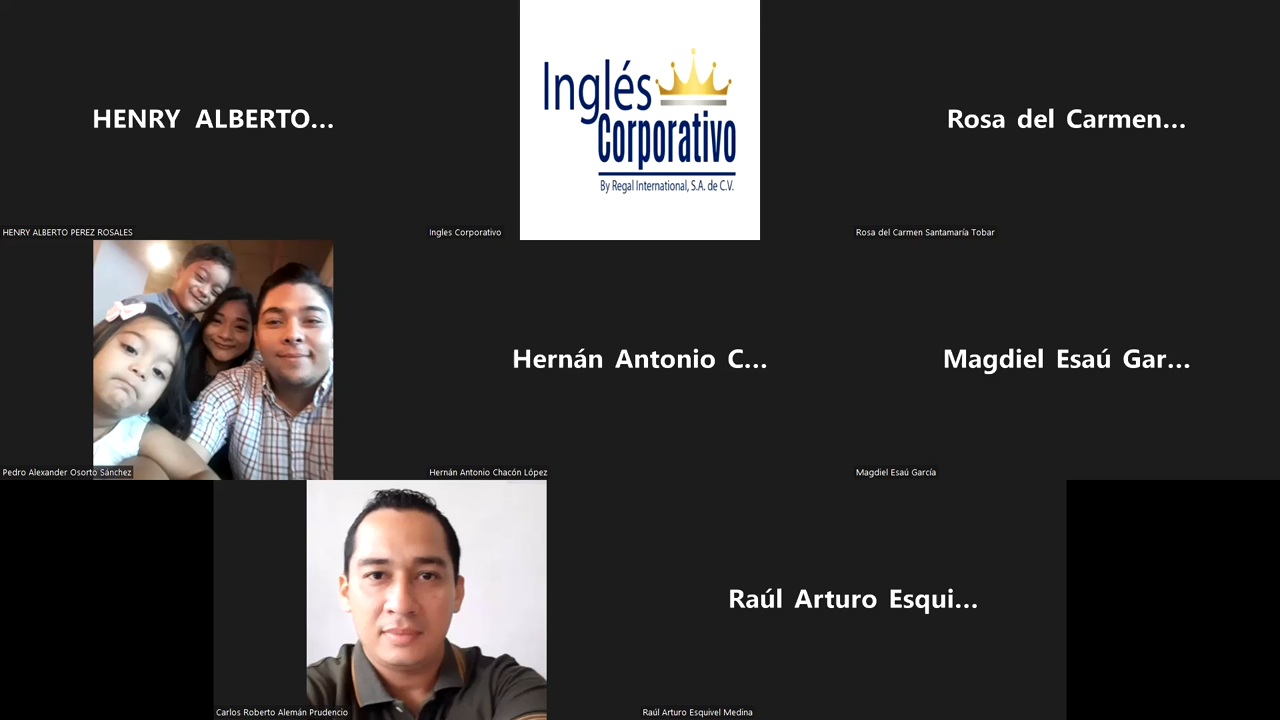 HENRY ALBERTO...
HENRY ALBERTO PEREZ ROSALES
Inglés
Corporativo
By Regal International, S.A. de C.V.
Ingles Corporativo
Rosa del Carmen...
Rosa del Carmen Santamaría Tobar
Pedro Alexander Osorto Sánchez
Hernán Antonio C...
Hernán Antonio Chacón López
Magdiel Esaú Gar...
Magdiel Esaú García
Carlos Roberto Alemán Prudencio
Raúl Arturo Esqui...
Raúl Arturo Esquivel Medina